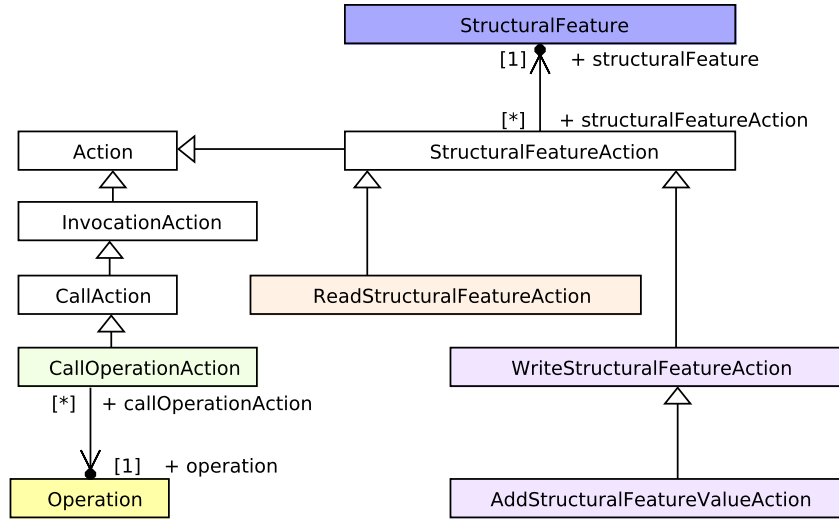 StructuralFeature
[1] + structuralFeature
[*] + structuralFeatureAction
Action
StructuralFeatureAction
InvocationAction
CallAction
ReadStructuralFeatureAction
CallOperationAction
WriteStructuralFeatureAction
[*] + callOperationAction
[1] + operation
Operation
AddStructuralFeatureValueAction